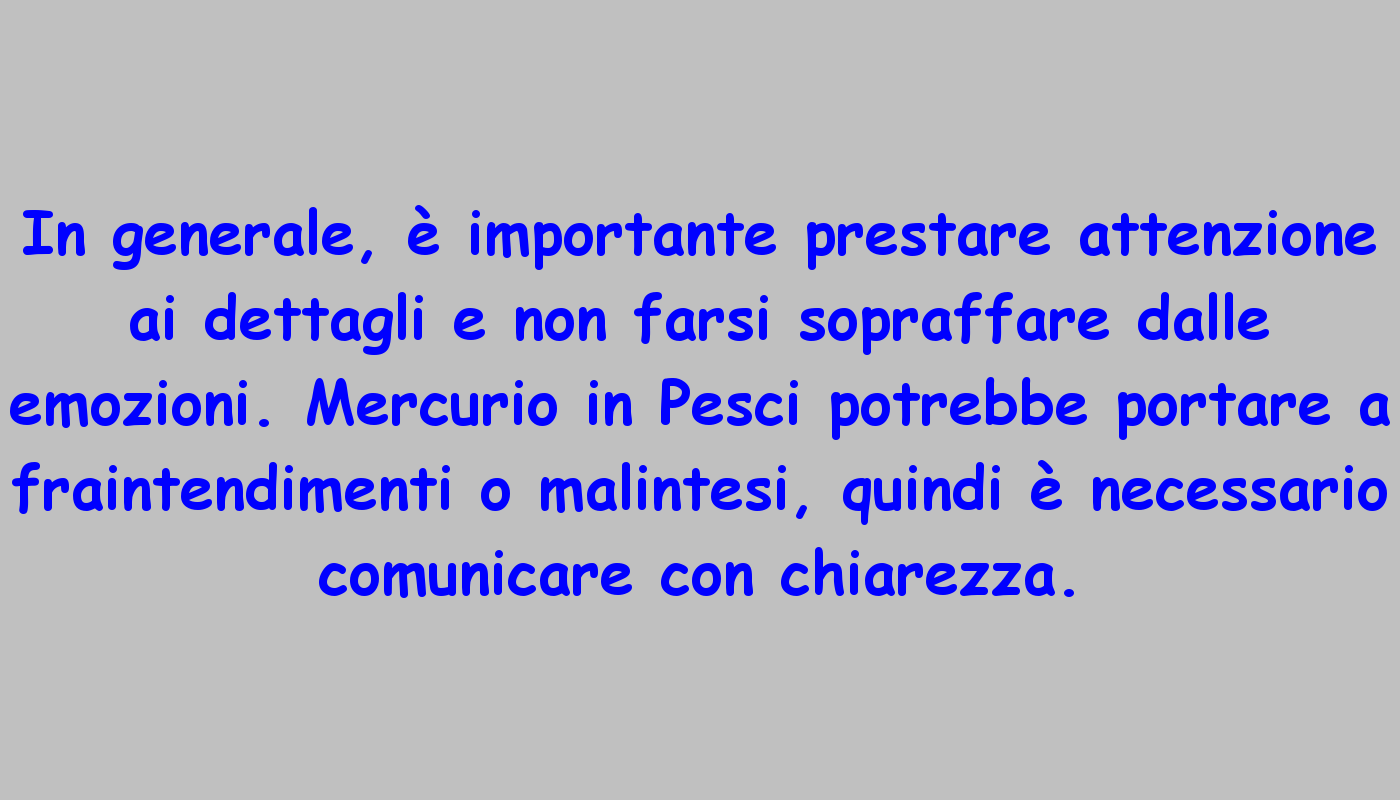 In generale, è importante prestare attenzione
ai dettagli e non farsi sopraffare dalle
emozioni. Mercurio in Pesci potrebbe portare a
fraintendimenti o malintesi, quindi è necessario
comunicare con chiarezza.